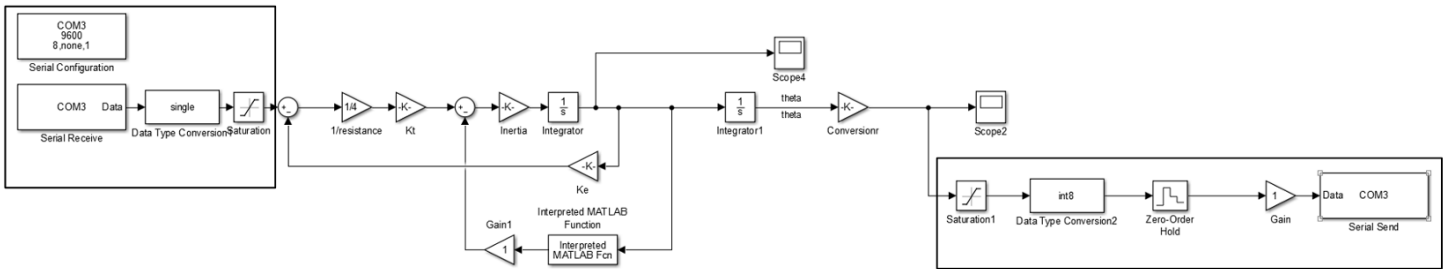 COM3
9600
8,none,1
Serial Configuration
COM3
Data
Serial Receive
single
Data Type Conversion1
Saturation
+
−
1/4
1/resistance
-K-
Kt
+
−
-K-
Inertia
1
s
Integrator
Scope4
1
s
Integrator1
theta
theta
-K-
Conversionr
Scope2
-K-
Ke
Gain1
1
Interpreted MATLAB
Function
Interpreted
MATLAB Fcn
Saturation1
int8
Data Type Conversion2
Zero-Order
Hold
1
Gain
Data
COM3
Serial Send